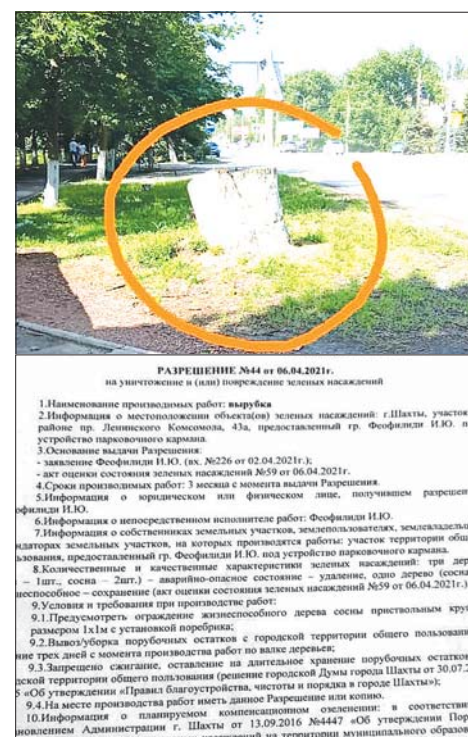 РАЗРЕШЕНИЕ №44 от 06.04.2021г.
на уничтожение и (или) повреждение зеленых насаждений
1.Наименование производимых работ: вырубка
2.Информация о местоположении объекта(ов) зеленых насаждений: г.Шахты, участок
районе пр. Ленинского Комсомола, 43а, предоставленный гр. Феофилиди И.Ю. п
устройство парковочного кармана.
3.Основание выдачи Разрешения:
- заявление Феофилиди И.Ю. (вх. №226 от 02.04.2021г.);
- акт оценки состояния зеленых насаждений №59 от 06.04.2021г.
4.Сроки производимых работ: 3 месяца с момента выдачи Разрешения.
5.Информация о юридическом или физическом лице, получившем разрешен
офилиди И.Ю.
6.Информация о непосредственном исполнителе работ: Феофилиди И.Ю.
7.Информация о собственниках земельных участков, землепользователях, землевладельц
ндаторах земельных участков, на которых производятся работы: участок территории общ
ьзования, предоставленный гр. Феофилиди И.Ю. под устройство парковочного кармана.
8.Количественные и качественные характеристики зеленых насаждений: три дер
– 1шт., сосна – 2шт.) – аварийно-опасное состояние – удаление, одно дерево (сосна
неспособное – сохранение (акт оценки состояния зеленых насаждений №59 от 06.04.2021г.)
9.Условия и требования при производстве работ:
9.1.Предусмотреть ограждение жизнеспособного дерева сосны приствольным круг
размером 1х1м с установкой поребрика;
9.2.Вывоз/уборка порубочных остатков с городской территории общего пользовани
ние трех дней с момента производства работ по валке деревьев;
9.3.Запрещено сжигание, оставление на длительное хранение порубочных остатков
дской территории общего пользования (решение городской Думы города Шахты от 30.07.2
5 «Об утверждении «Правил благоустройства, чистоты и порядка в городе Шахты»);
9.4.На месте производства работ иметь данное Разрешение или копию.
10.Информация о планируемом компенсационном озеленении: в соответстви
новлением Администрации г. Шахты от 13.09.2016 №4447 «Об утверждении Пор
насаждений на территории муниципального образов